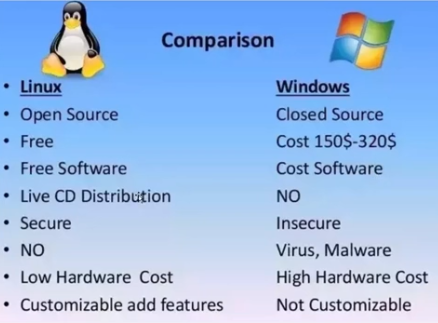 Comparison
• Linux Windows
• Open Source Closed Source
• Free Cost 150$-320$
• Free Software Cost Software
• Live CD Distribution NO
• Secure Insecure
• NO Virus, Malware
• Low Hardware Cost High Hardware Cost
• Customizable add features Not Customizable